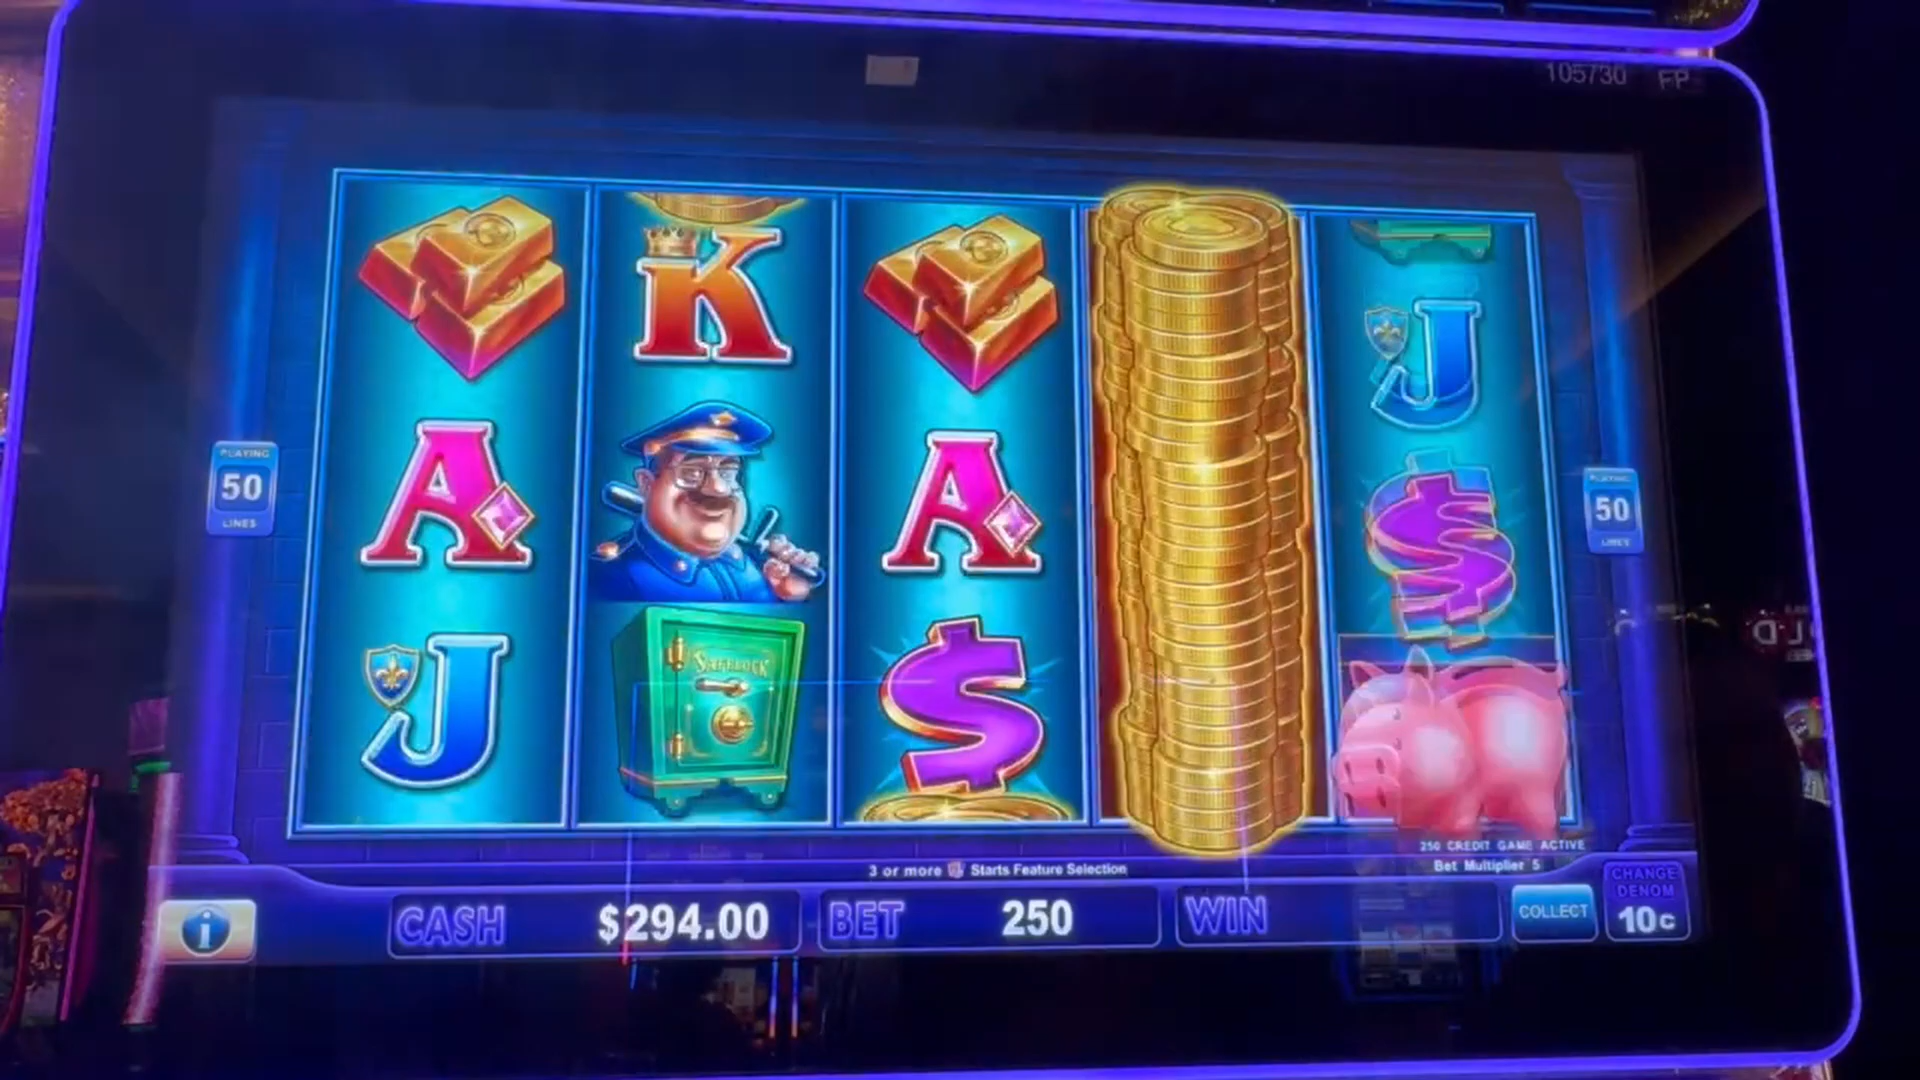 105730 FP
K
J
PLAYING
50
LINES
A
A
PLAYING
50
LINES
J
SAFELOCK
$
$
250 CREDIT GAME ACTIVE
3 or more Starts Feature Selection
Bet Multiplier 5
CASH $294.00
BET 250
WIN
COLLECT
CHANGE
DENOM
10c